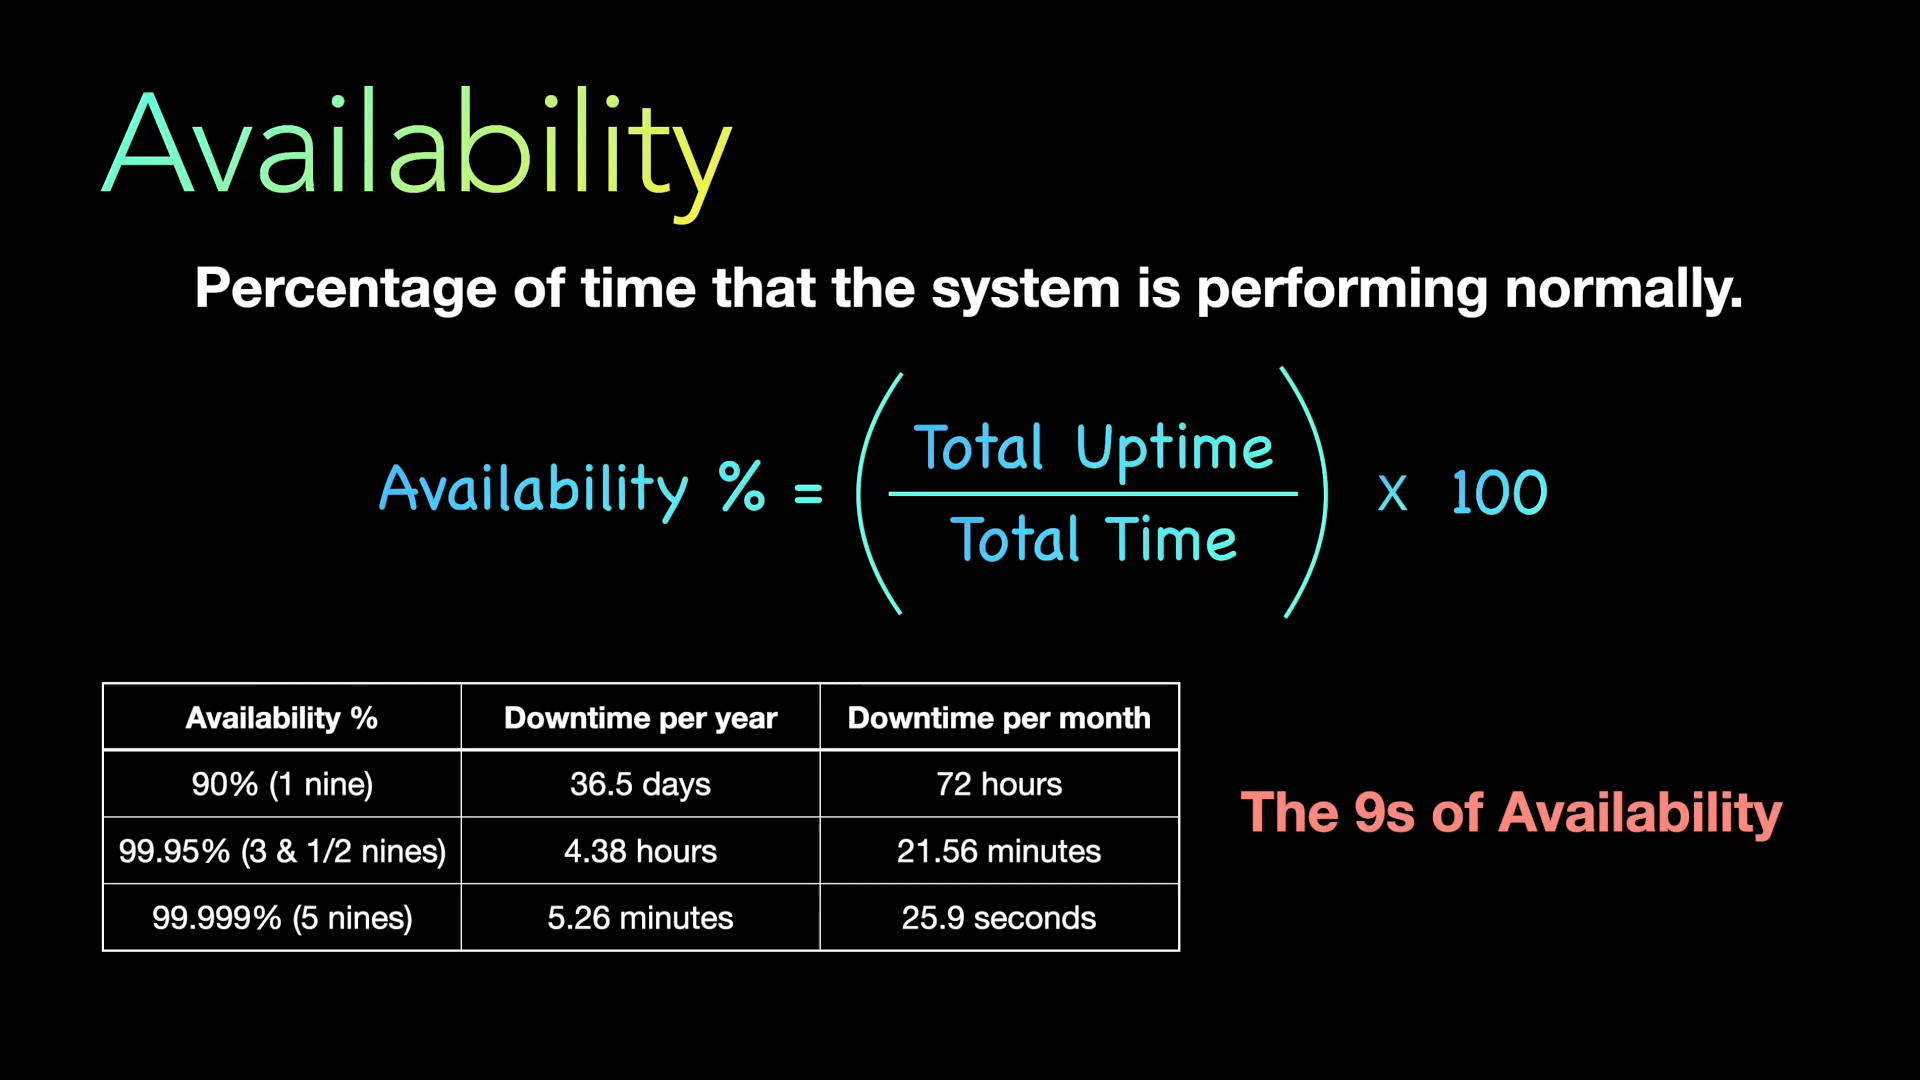 Availability
Percentage of time that the system is performing normally.
Availability % = (Total Uptime / Total Time) x 100
Availability % Downtime per year Downtime per month
90% (1 nine) 36.5 days 72 hours
99.95% (3 & 1/2 nines) 4.38 hours 21.56 minutes
99.999% (5 nines) 5.26 minutes 25.9 seconds
The 9s of Availability